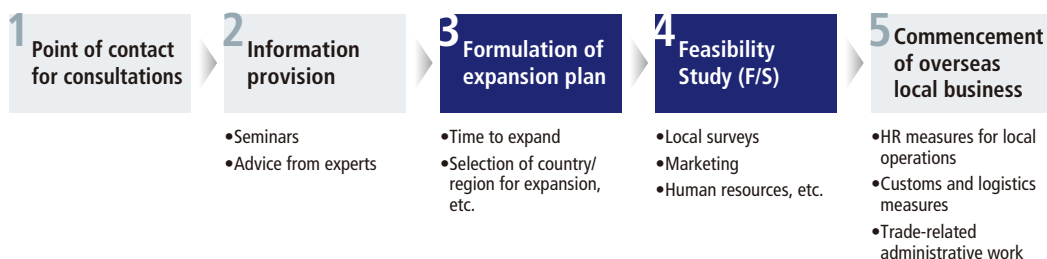 1
Point of contact
for consultations
2
Information
provision
•Seminars
•Advice from experts
3
Formulation of
expansion plan
•Time to expand
•Selection of country/
region for expansion,
etc.
4
Feasibility
Study (F/S)
•Local surveys
•Marketing
•Human resources, etc.
5
Commencement
of overseas
local business
•HR measures for local
operations
•Customs and logistics
measures
•Trade-related
administrative work